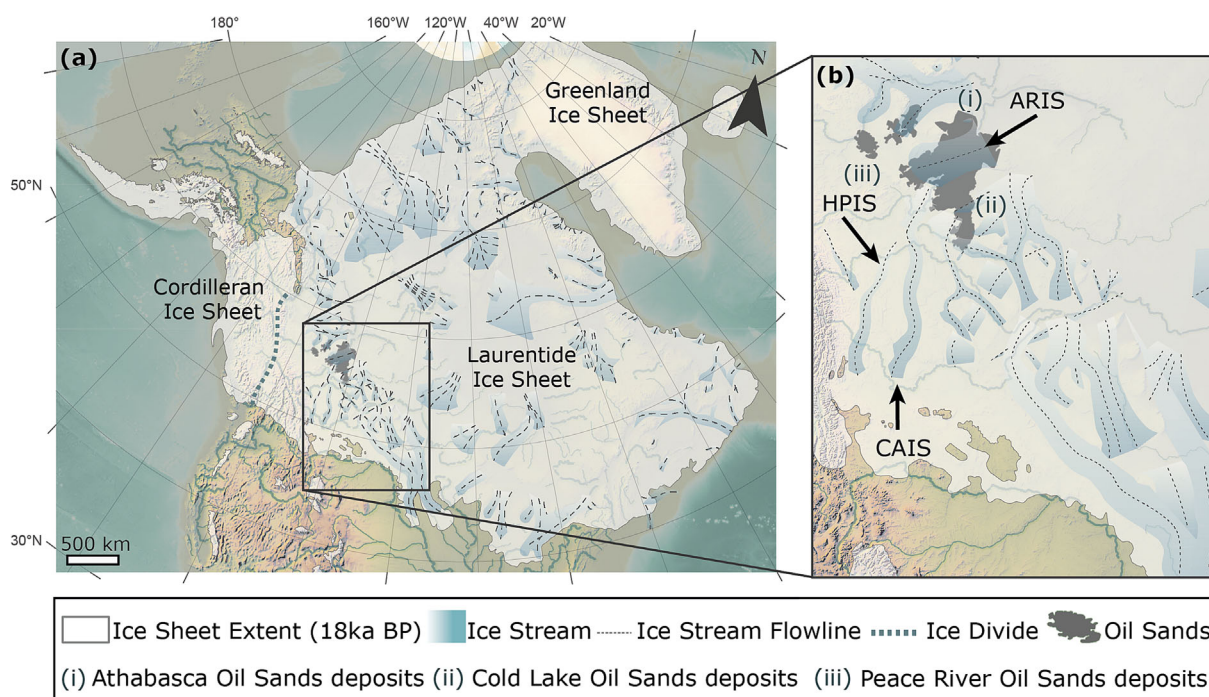 180°
160°W
120°W
40°W
20°W
(a)
N
(b)
Greenland
Ice Sheet
(i)
ARIS
50°N
(iii)
HPIS
(ii)
Cordilleran
Ice Sheet
Laurentide
Ice Sheet
CAIS
30°N
500 km
Ice Sheet Extent (18ka BP) Ice Stream Ice Stream Flowline Ice Divide Oil Sands
(i) Athabasca Oil Sands deposits (ii) Cold Lake Oil Sands deposits (iii) Peace River Oil Sands deposits